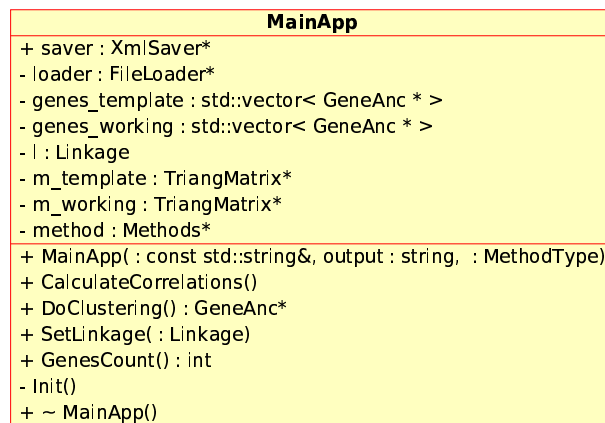 MainApp
+ saver : XmlSaver*
- loader : FileLoader*
- genes_template : std::vector< GeneAnc * >
- genes_working : std::vector< GeneAnc * >
- l : Linkage
- m_template : TriangMatrix*
- m_working : TriangMatrix*
- method : Methods*
+ MainApp( : const std::string&, output : string,  : MethodType)
+ CalculateCorrelations()
+ DoClustering() : GeneAnc*
+ SetLinkage( : Linkage)
+ GenesCount() : int
- Init()
+ ~ MainApp()